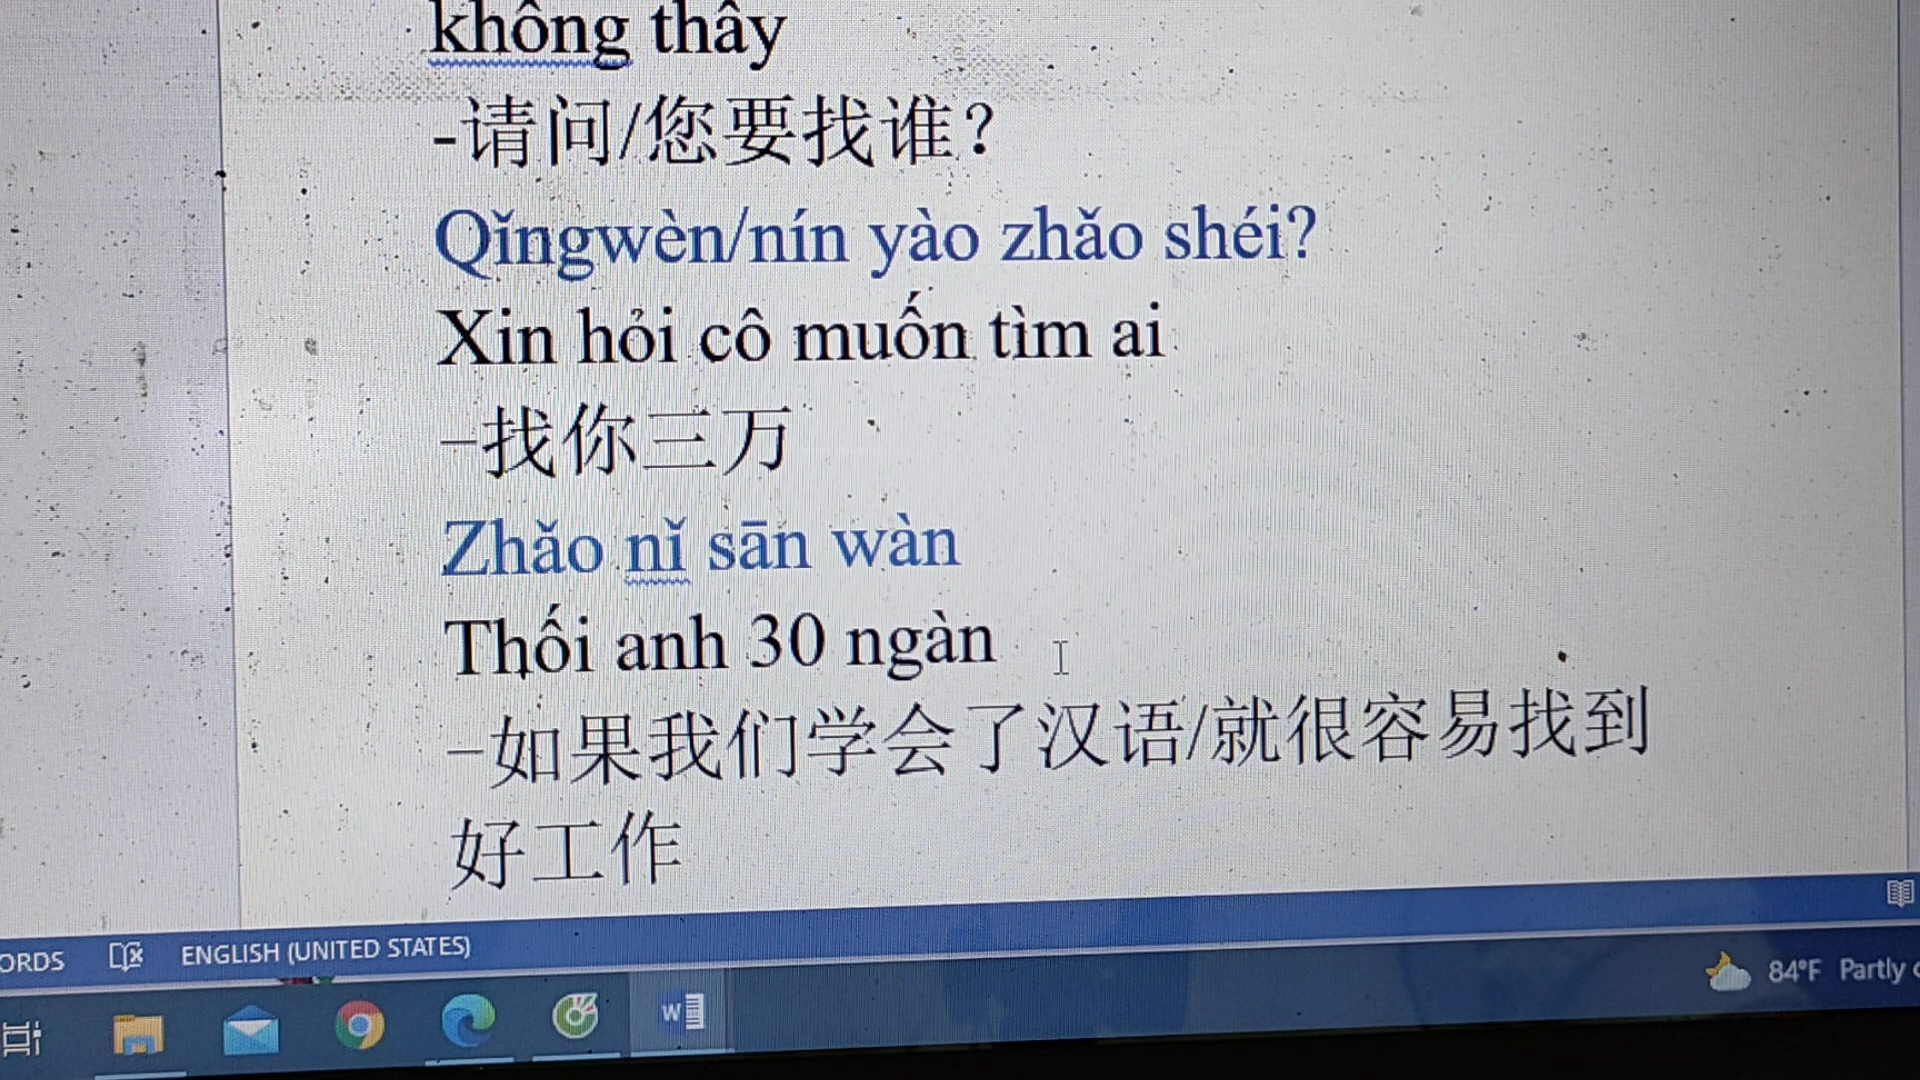 không thấy
-请问/您要找谁?
Qǐngwèn/nín yào zhǎo shéi?
Xin hỏi cô muốn tìm ai
–找你三万
Zhǎo nǐ sān wàn
Thối anh 30 ngàn
–如果我们学会了汉语/就很容易找到
好工作
ORDS ENGLISH (UNITED STATES)
84°F Partly c
W